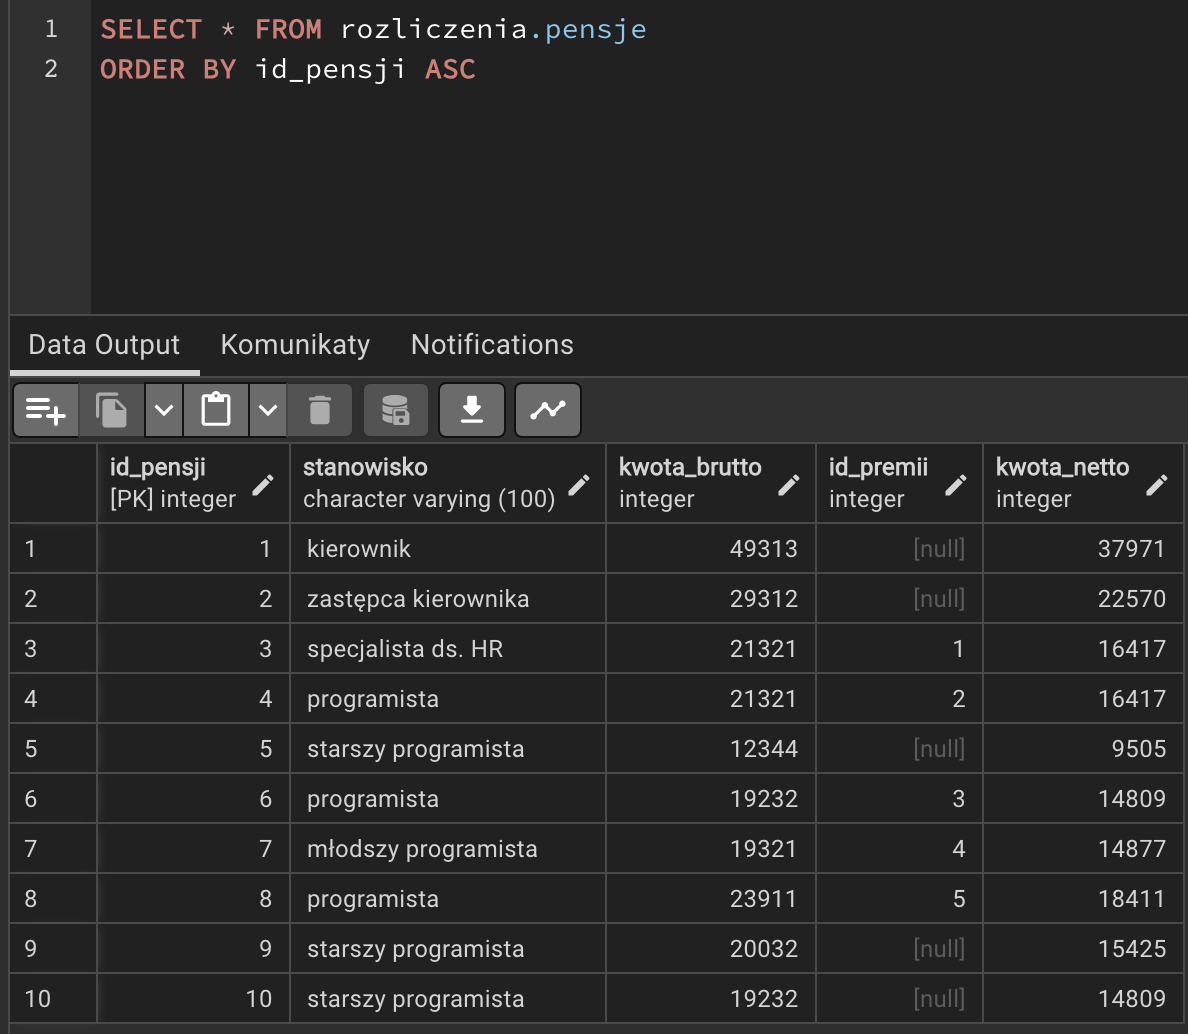 1 SELECT * FROM rozliczenia.pensje
2 ORDER BY id_pensji ASC
Data Output Komunikaty Notifications
id_pensji stanowisko kwota_brutto id_premii kwota_netto
[PK] integer character varying (100) integer integer integer
1 1 kierownik 49313 [null] 37971
2 2 zastępca kierownika 29312 [null] 22570
3 3 specjalista ds. HR 21321 1 16417
4 4 programista 21321 2 16417
5 5 starszy programista 12344 [null] 9505
6 6 programista 19232 3 14809
7 7 młodszy programista 19321 4 14877
8 8 programista 23911 5 18411
9 9 starszy programista 20032 [null] 15425
10 10 starszy programista 19232 [null] 14809